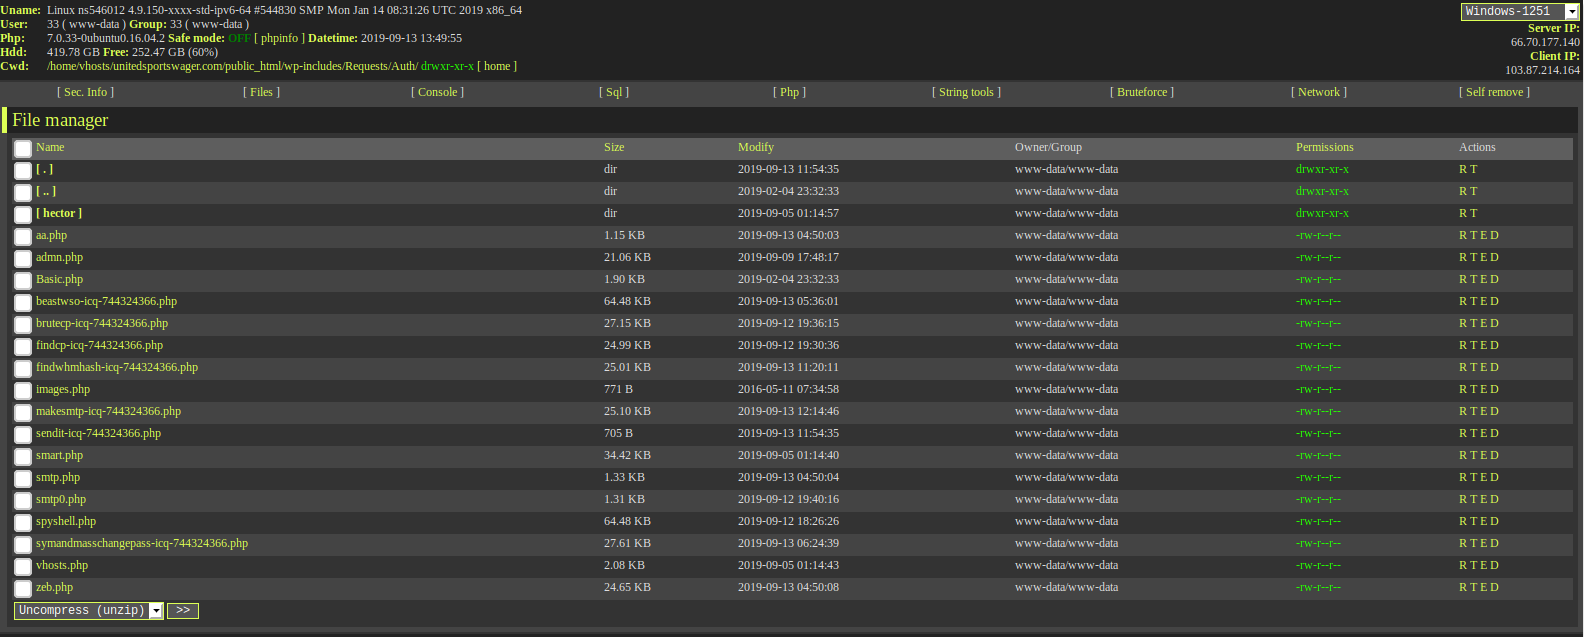 Uname: Linux ns546012 4.9.150-xxxx-std-ipv6-64 #544830 SMP Mon Jan 14 08:31:26 UTC 2019 x86_64 Windows-1251
User: 33 ( www-data ) Group: 33 ( www-data ) Server IP:
Php: 7.0.33-0ubuntu0.16.04.2 Safe mode: OFF [ phpinfo ] Datetime: 2019-09-13 13:49:55 66.70.177.140
Hdd: 419.78 GB Free: 252.47 GB (60%) Client IP:
Cwd: /home/vhosts/unitedsportswager.com/public_html/wp-includes/Requests/Auth/ drwxr-xr-x [ home ] 103.87.214.164
[ Sec. Info ] [ Files ] [ Console ] [ Sql ] [ Php ] [ String tools ] [ Bruteforce ] [ Network ] [ Self remove ]
File manager
Name Size Modify Owner/Group Permissions Actions
[ . ] dir 2019-09-13 11:54:35 www-data/www-data drwxr-xr-x R T
[ .. ] dir 2019-02-04 23:32:33 www-data/www-data drwxr-xr-x R T
[ hector ] dir 2019-09-05 01:14:57 www-data/www-data drwxr-xr-x R T
aa.php 1.15 KB 2019-09-13 04:50:03 www-data/www-data -rw-r--r-- R T E D
admn.php 21.06 KB 2019-09-09 17:48:17 www-data/www-data -rw-r--r-- R T E D
Basic.php 1.90 KB 2019-02-04 23:32:33 www-data/www-data -rw-r--r-- R T E D
beastwso-icq-744324366.php 64.48 KB 2019-09-13 05:36:01 www-data/www-data -rw-r--r-- R T E D
brutecp-icq-744324366.php 27.15 KB 2019-09-12 19:36:15 www-data/www-data -rw-r--r-- R T E D
findcp-icq-744324366.php 24.99 KB 2019-09-12 19:30:36 www-data/www-data -rw-r--r-- R T E D
findwhmhash-icq-744324366.php 25.01 KB 2019-09-13 11:20:11 www-data/www-data -rw-r--r-- R T E D
images.php 771 B 2016-05-11 07:34:58 www-data/www-data -rw-r--r-- R T E D
makesmtp-icq-744324366.php 25.10 KB 2019-09-13 12:14:46 www-data/www-data -rw-r--r-- R T E D
sendit-icq-744324366.php 705 B 2019-09-13 11:54:35 www-data/www-data -rw-r--r-- R T E D
smart.php 34.42 KB 2019-09-05 01:14:40 www-data/www-data -rw-r--r-- R T E D
smtp.php 1.33 KB 2019-09-13 04:50:04 www-data/www-data -rw-r--r-- R T E D
smtp0.php 1.31 KB 2019-09-12 19:40:16 www-data/www-data -rw-r--r-- R T E D
spyshell.php 64.48 KB 2019-09-12 18:26:26 www-data/www-data -rw-r--r-- R T E D
symandmasschangepass-icq-744324366.php 27.61 KB 2019-09-13 06:24:39 www-data/www-data -rw-r--r-- R T E D
vhosts.php 2.08 KB 2019-09-05 01:14:43 www-data/www-data -rw-r--r-- R T E D
zeb.php 24.65 KB 2019-09-13 04:50:08 www-data/www-data -rw-r--r-- R T E D
Uncompress (unzip) >>